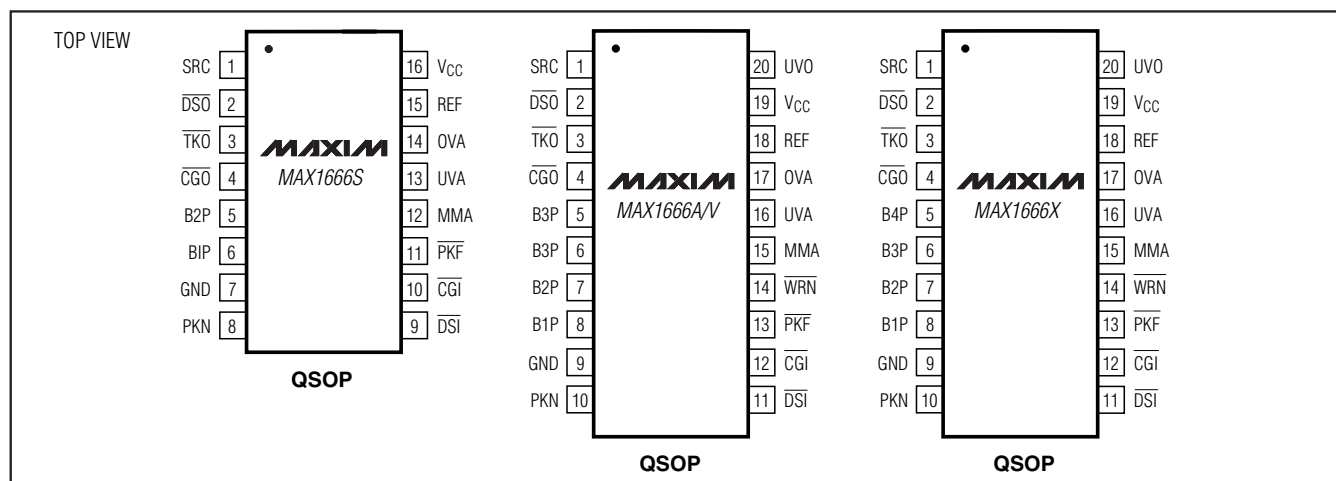 TOP VIEW
SRC 1 16 VCC
DSO 2 15 REF
TKO 3 14 OVA
CGO 4 13 UVA
B2P 5 12 MMA
BIP 6 11 PKF
GND 7 10 CGI
PKN 8 9 DSI
MAXIM
MAX1666S
QSOP
SRC 1 20 UVO
DSO 2 19 VCC
TKO 3 18 REF
CGO 4 17 OVA
B3P 5 16 UVA
B3P 6 15 MMA
B2P 7 14 WRN
B1P 8 13 PKF
GND 9 12 CGI
PKN 10 11 DSI
MAXIM
MAX1666A/V
QSOP
SRC 1 20 UVO
DSO 2 19 VCC
TKO 3 18 REF
CGO 4 17 OVA
B4P 5 16 UVA
B3P 6 15 MMA
B2P 7 14 WRN
B1P 8 13 PKF
GND 9 12 CGI
PKN 10 11 DSI
MAXIM
MAX1666X
QSOP